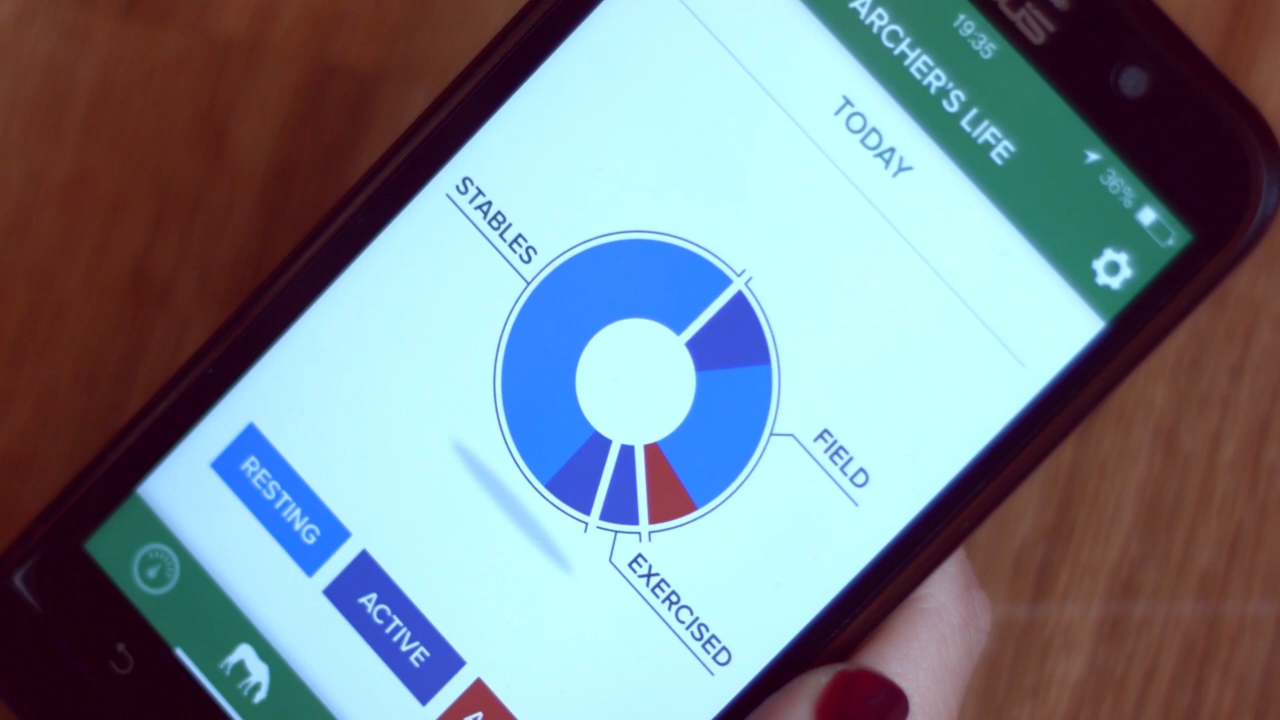 19:35
36%
ARCHER'S LIFE
TODAY
STABLES
FIELD
EXERCISED
RESTING
ACTIVE